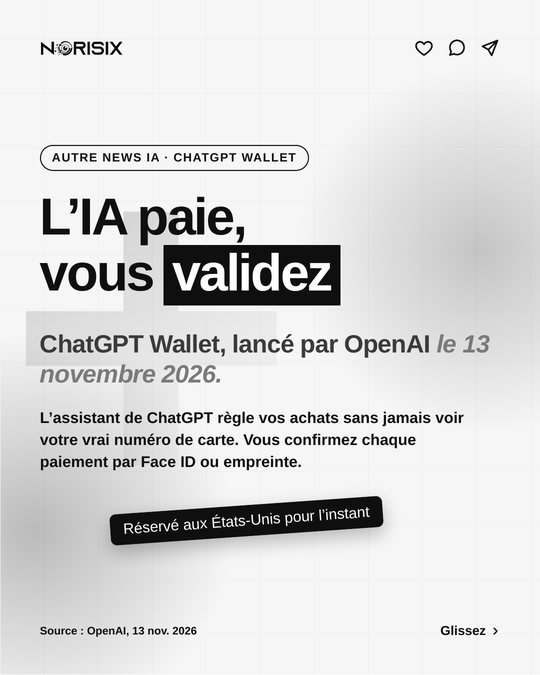 NORISIX
AUTRE NEWS IA · CHATGPT WALLET
L’IA paie,
vous validez
ChatGPT Wallet, lancé par OpenAI le 13
novembre 2026.
L’assistant de ChatGPT règle vos achats sans jamais voir
votre vrai numéro de carte. Vous confirmez chaque
paiement par Face ID ou empreinte.
Réservé aux États-Unis pour l’instant
Source : OpenAI, 13 nov. 2026
Glissez